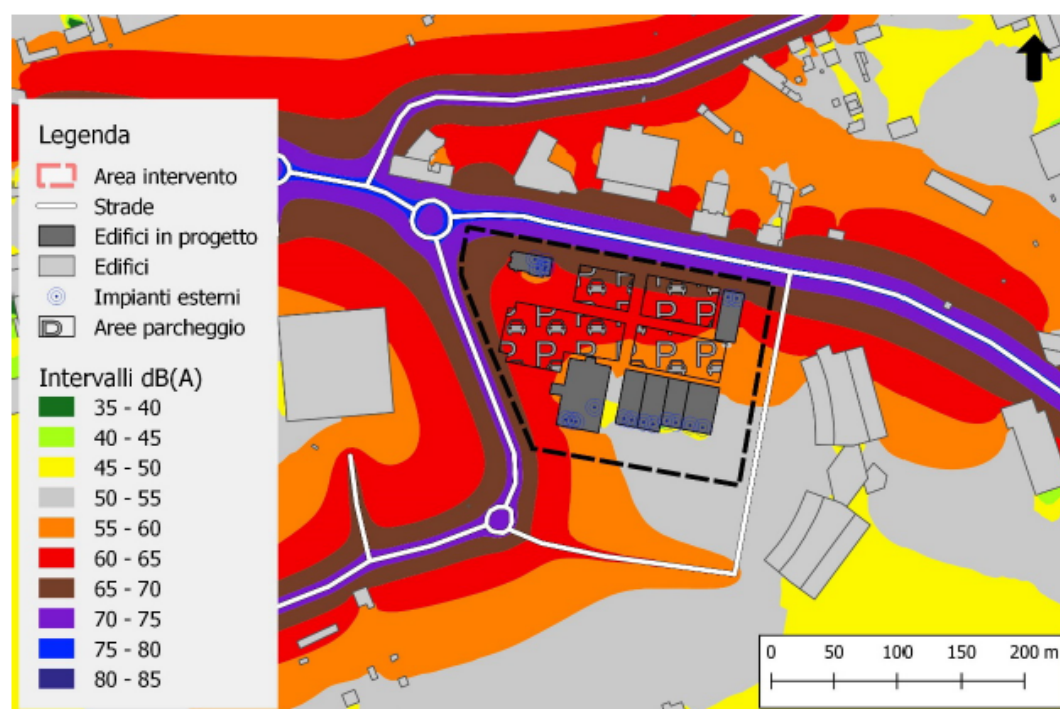 Legenda
Area intervento
Strade
Edifici in progetto
Edifici
Impianti esterni
P Aree parcheggio
Intervalli dB(A)
35 - 40
40 - 45
45 - 50
50 - 55
55 - 60
60 - 65
65 - 70
70 - 75
75 - 80
80 - 85
P P
P P P
P P P P
P P P P
0 50 100 150 200 m